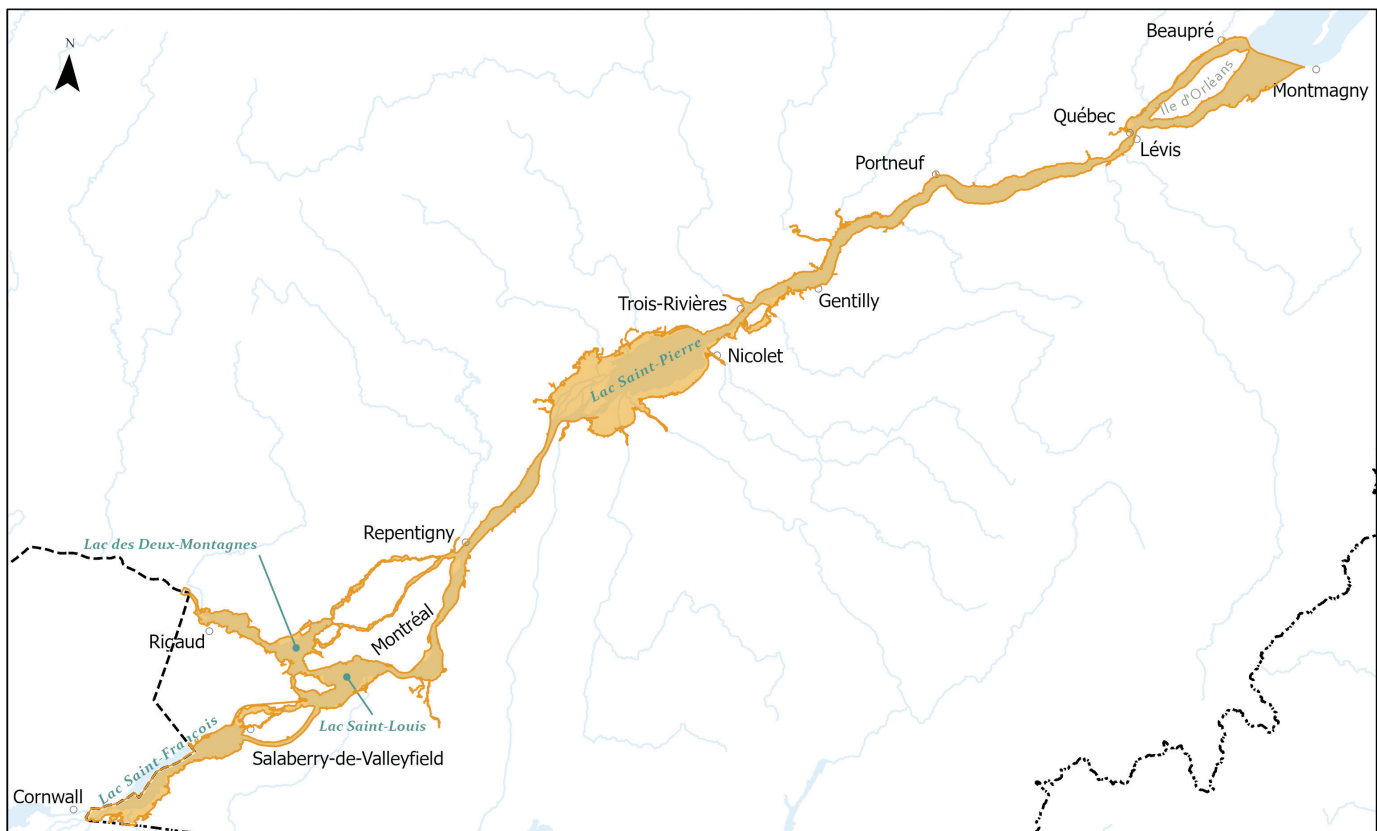 N
Beaupré
Ile d'Orléans
Montmagny
Québec
Lévis
Portneuf
Trois-Rivières
Gentilly
Lac Saint-Pierre
Nicolet
Repentigny
Lac des Deux-Montagnes
Montréal
Rigaud
Lac Saint-Louis
Lac Saint-François
Salaberry-de-Valleyfield
Cornwall